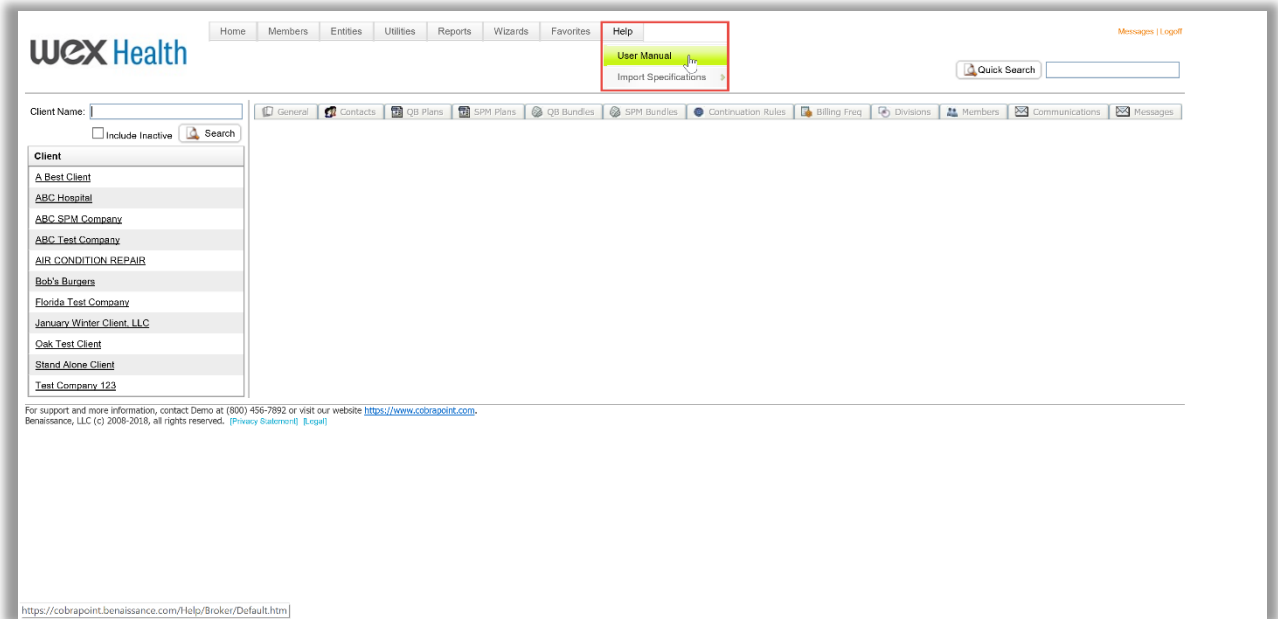 wex Health
Home Members Entities Utilities Reports Wizards Favorites Help
Messages | Logoff
User Manual
Import Specifications
Quick Search
Client Name:
General Contacts QB Plans SPM Plans QB Bundles SPM Bundles Continuation Rules Billing Freq Divisions Members Communications Messages
Include Inactive Search
Client
A Best Client
ABC Hospital
ABC SPM Company
ABC Test Company
AIR CONDITION REPAIR
Bob's Burgers
Florida Test Company
January Winter Client, LLC
Oak Test Client
Stand Alone Client
Test Company 123
For support and more information, contact Demo at (800) 456-7892 or visit our website https://www.cobrapoint.com.
Benaissance, LLC (c) 2008-2018, all rights reserved. [Privacy Statement] [Legal]
https://cobrapoint.benaissance.com/Help/Broker/Default.htm